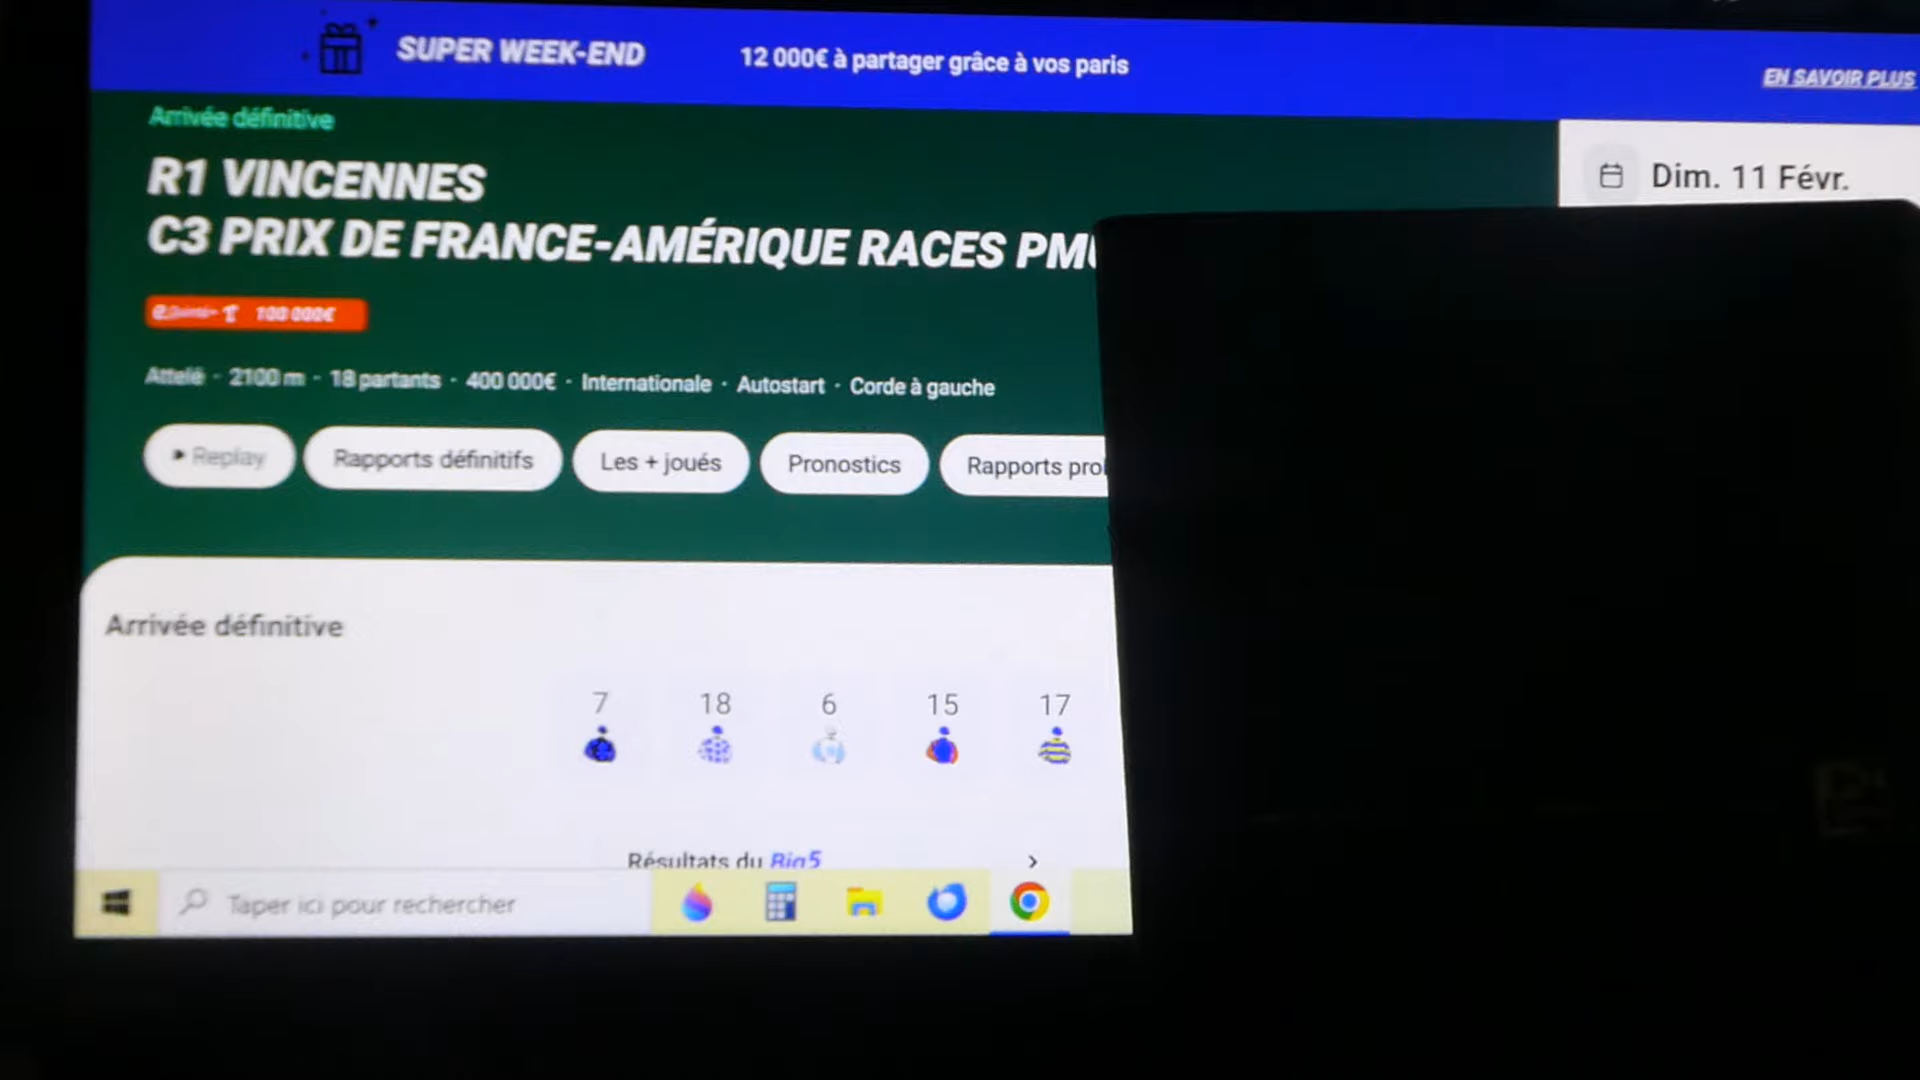 SUPER WEEK-END
12 000€ à partager grâce à vos paris
EN SAVOIR PLUS
Arrivée définitive
Dim. 11 Févr.
R1 VINCENNES
C3 PRIX DE FRANCE-AMÉRIQUE RACES PMU
100 000€
Attelé - 2100 m - 18 partants · 400 000€ · Internationale · Autostart · Corde à gauche
Replay
Rapports définitifs
Les + joués
Pronostics
Rapports pro
Arrivée définitive
7 18 6 15 17
Résultats du Big5
Taper ici pour rechercher